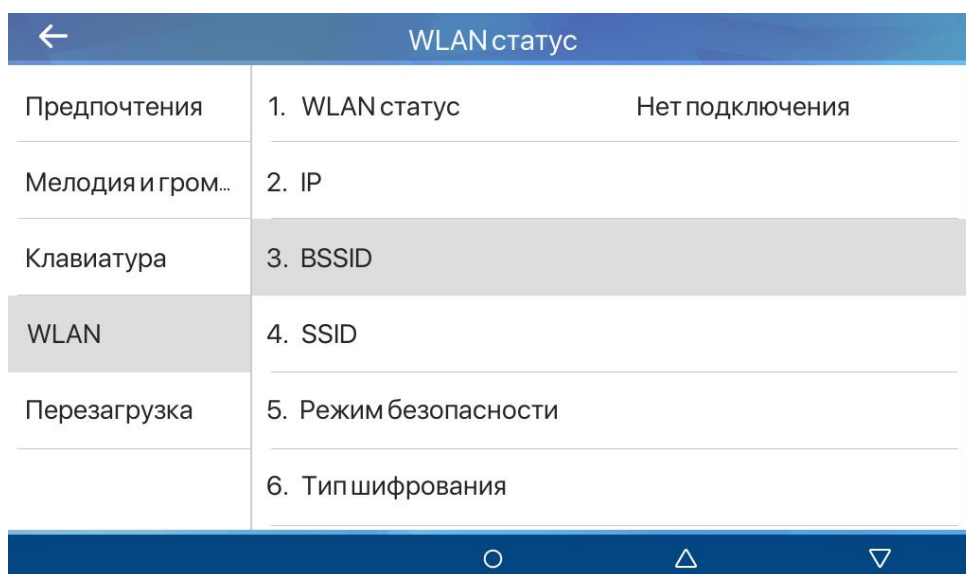 WLAN статус
Предпочтения
Мелодия и гром...
Клавиатура
WLAN
Перезагрузка
1. WLAN статус Нет подключения
2. IP
3. BSSID
4. SSID
5. Режим безопасности
6. Тип шифрования